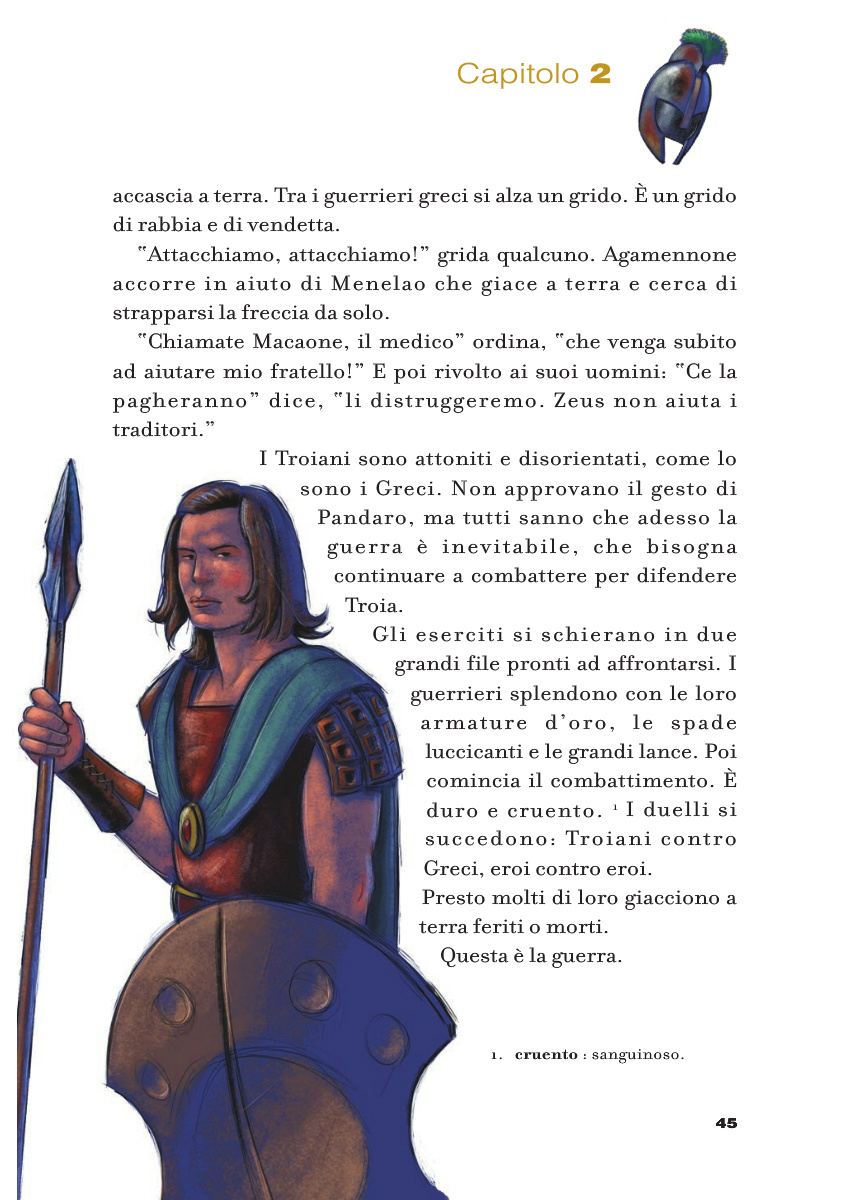 Capitolo 2
accascia a terra. Tra i guerrieri greci si alza un grido. È un grido
di rabbia e di vendetta.
“Attacchiamo, attacchiamo!” grida qualcuno. Agamennone
accorre in aiuto di Menelao che giace a terra e cerca di
strapparsi la freccia da solo.
“Chiamate Macaone, il medico” ordina, “che venga subito
ad aiutare mio fratello!” E poi rivolto ai suoi uomini: “Ce la
pagheranno” dice, “li distruggeremo. Zeus non aiuta i
traditori.”
I Troiani sono attoniti e disorientati, come lo
sono i Greci. Non approvano il gesto di
Pandaro, ma tutti sanno che adesso la
guerra è inevitabile, che bisogna
continuare a combattere per difendere
Troia.
Gli eserciti si schierano in due
grandi file pronti ad affrontarsi. I
guerrieri splendono con le loro
armature d’oro, le spade
luccicanti e le grandi lance. Poi
comincia il combattimento. È
duro e cruento. ¹ I duelli si
succedono: Troiani contro
Greci, eroi contro eroi.
Presto molti di loro giacciono a
terra feriti o morti.
Questa è la guerra.
1. cruento : sanguinoso.
45